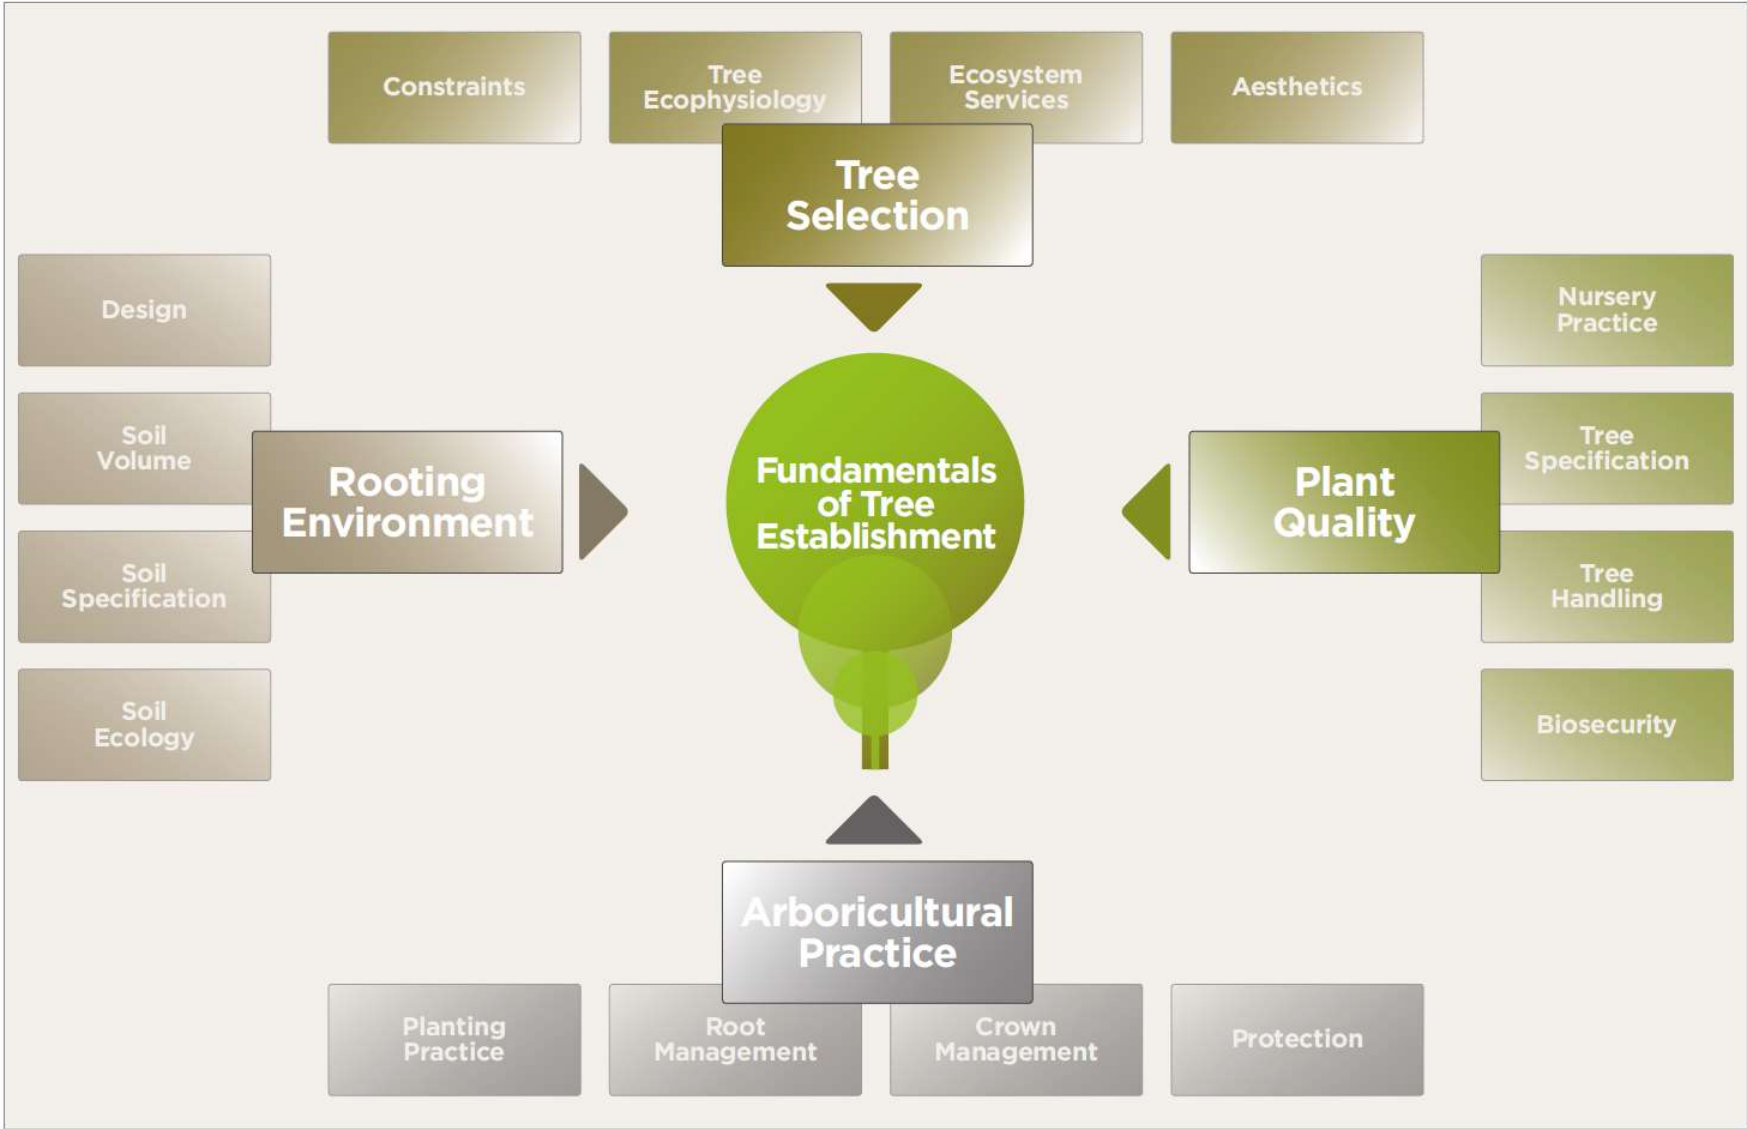 Constraints
Tree
Ecophysiology
Ecosystem
Services
Aesthetics
Tree
Selection
Design
Soil
Volume
Soil
Specification
Soil
Ecology
Rooting
Environment
Fundamentals
of Tree
Establishment
Plant
Quality
Nursery
Practice
Tree
Specification
Tree
Handling
Biosecurity
Arboricultural
Practice
Planting
Practice
Root
Management
Crown
Management
Protection